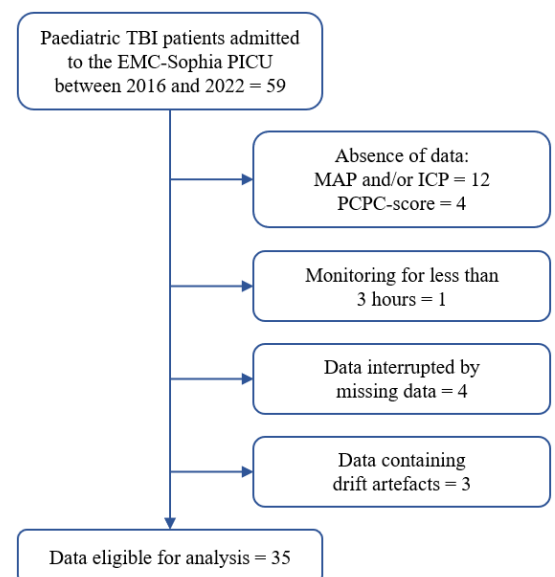 Paediatric TBI patients admitted
to the EMC-Sophia PICU
between 2016 and 2022 = 59
Absence of data:
MAP and/or ICP = 12
PCPC-score = 4
Monitoring for less than
3 hours = 1
Data interrupted by
missing data = 4
Data containing
drift artefacts = 3
Data eligible for analysis = 35